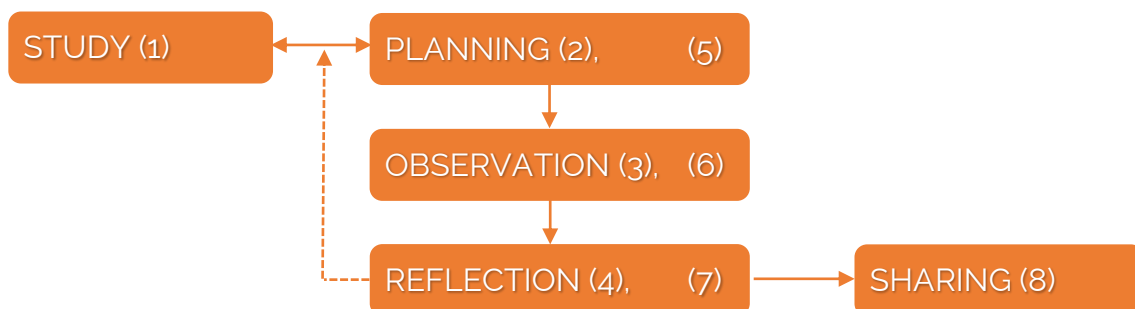 STUDY (1)
PLANNING (2), (5)
OBSERVATION (3), (6)
REFLECTION (4), (7)
SHARING (8)